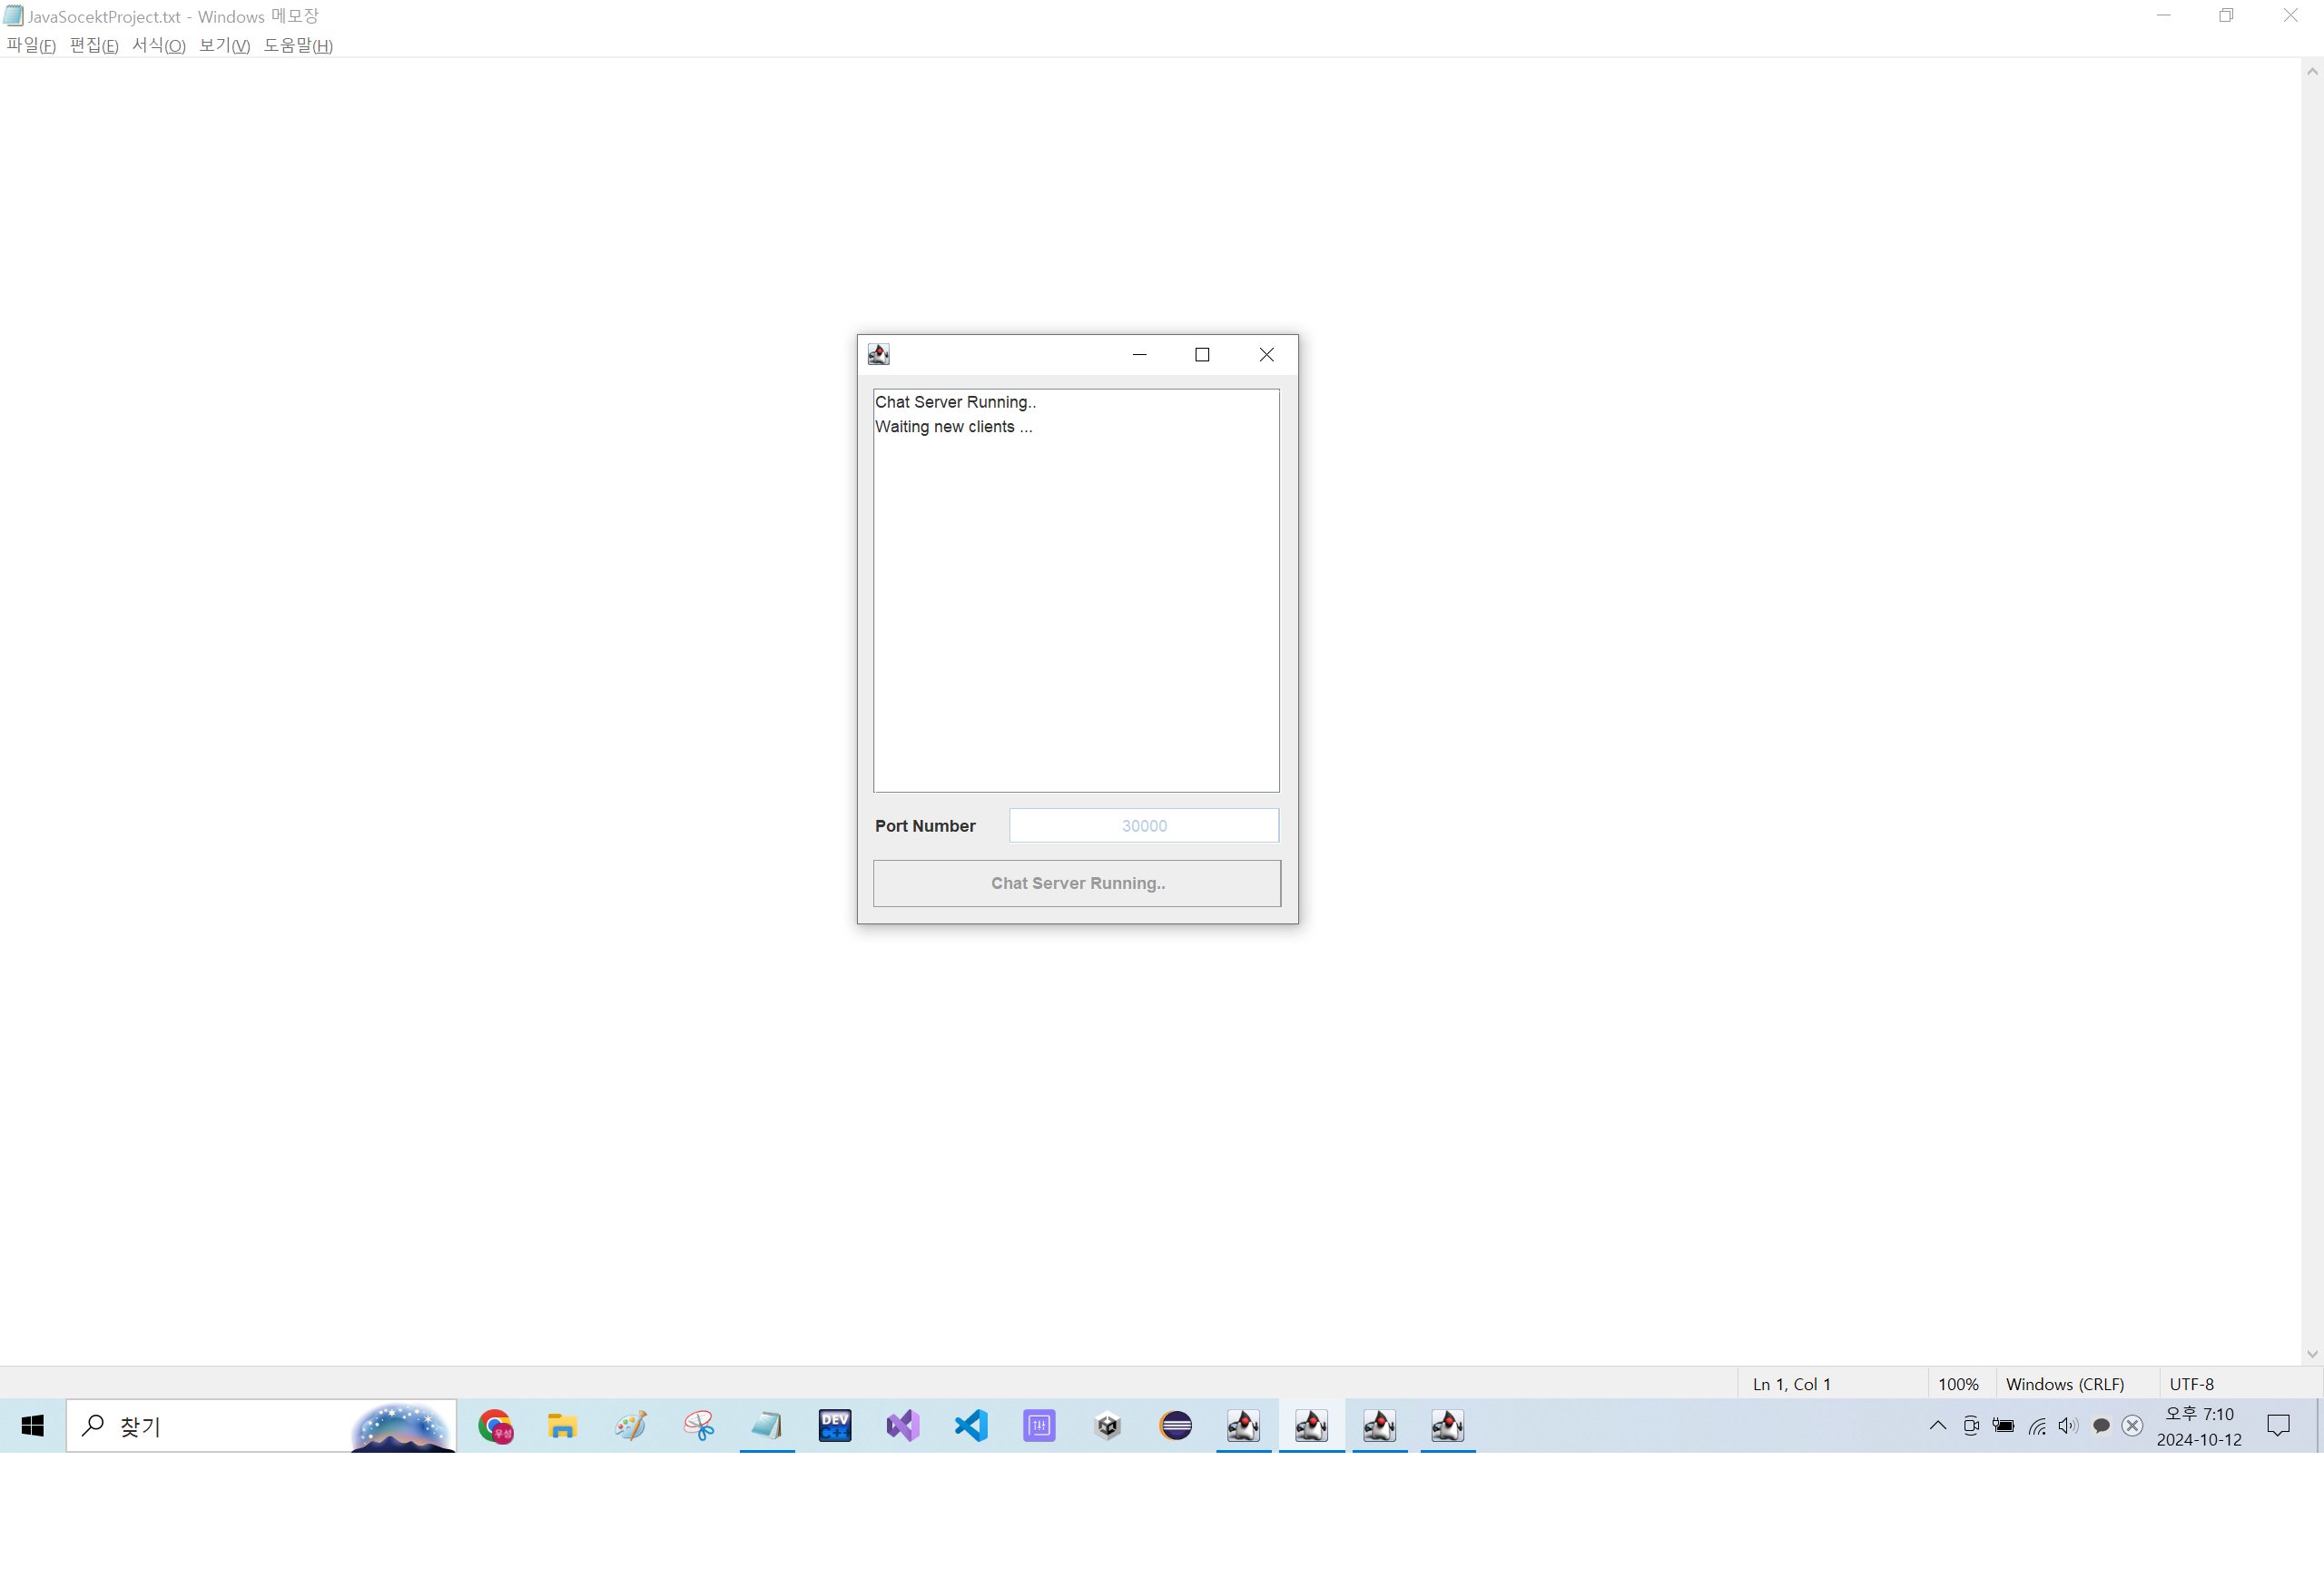 JavaSocektProject.txt - Windows 메모장
파일(F) 편집(E) 서식(O) 보기(V) 도움말(H)
Chat Server Running..
Waiting new clients ...
Port Number 30000
Chat Server Running..
Ln 1, Col 1 100% Windows (CRLF) UTF-8
찾기
우성
DEV
C++
오후 7:10
2024-10-12